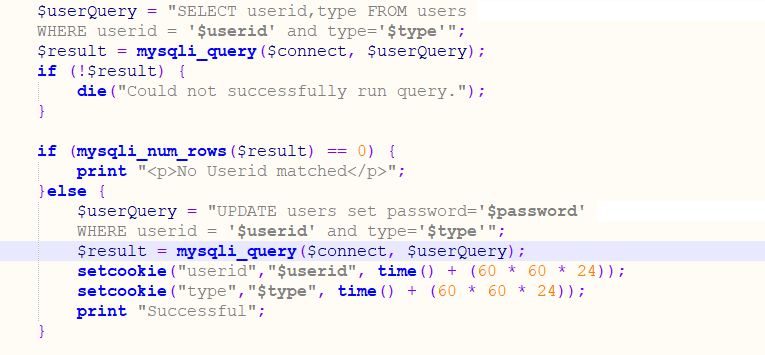 $userQuery = "SELECT userid,type FROM users
WHERE userid = '$userid' and type='$type'";
$result = mysqli_query($connect, $userQuery);
if (!$result) {
die("Could not successfully run query.");
}
if (mysqli_num_rows($result) == 0) {
print "<p>No Userid matched</p>";
}else {
$userQuery = "UPDATE users set password='$password'
WHERE userid = '$userid' and type='$type'";
$result = mysqli_query($connect, $userQuery);
setcookie("userid","$userid", time() + (60 * 60 * 24));
setcookie("type","$type", time() + (60 * 60 * 24));
print "Successful";
}